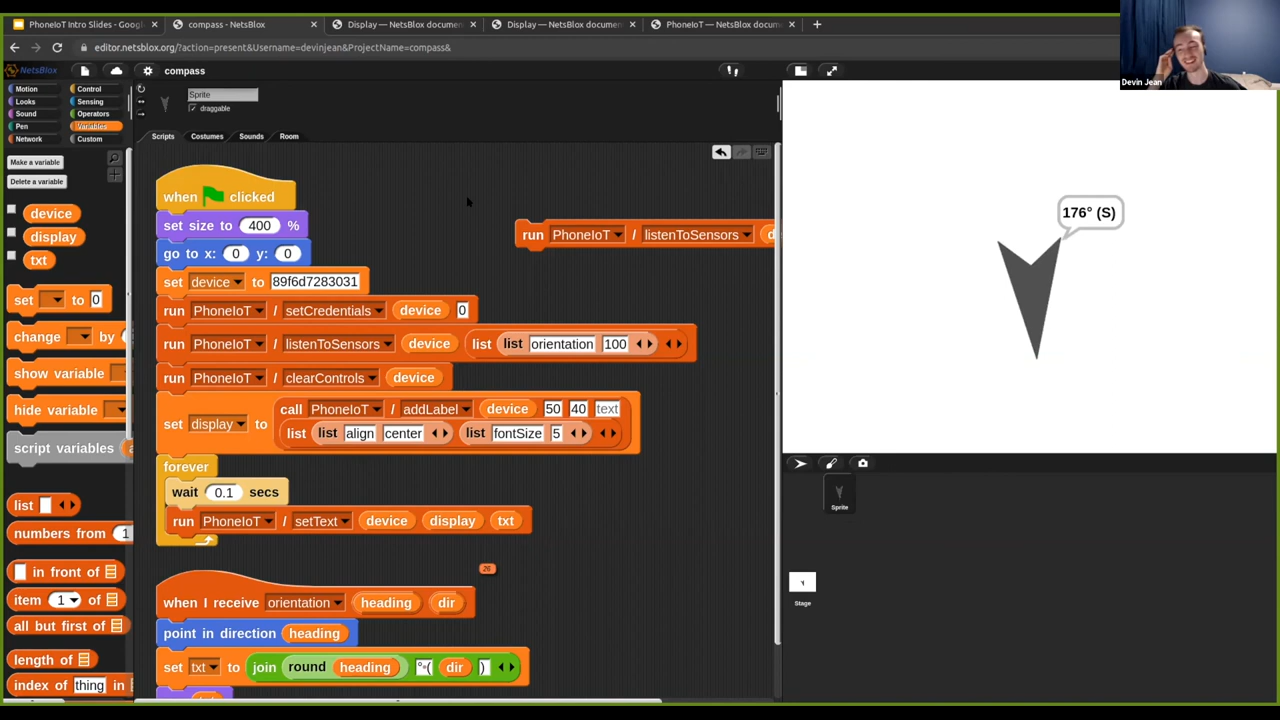 PhoneIoT Intro Slides - Goog
compass - NetsBlox
Display — NetsBlox documen
Display — NetsBlox documen
PhoneIoT — NetsBlox docum
editor.netsblox.org/?action=present&Username=devinjean&ProjectName=compass&
Devin Jean
NetsBlox
compass
Motion
Control
Looks
Sensing
Sound
Operators
Pen
Variables
Network
Custom
Sprite
draggable
Scripts
Costumes
Sounds
Room
Make a variable
Delete a variable
device
display
txt
set to 0
change by
show variable
hide variable
script variables
list
numbers from 1
in front of
item 1 of
all but first of
length of
index of thing in
when clicked
set size to 400 %
go to x: 0 y: 0
set device to 89f6d7283031
run PhoneIoT / setCredentials device 0
run PhoneIoT / listenToSensors device list list orientation 100
run PhoneIoT / clearControls device
set display to call PhoneIoT / addLabel device 50 40 text
list list align center list fontSize 5
forever
wait 0.1 secs
run PhoneIoT / setText device display txt
26
when I receive orientation heading dir
point in direction heading
set txt to join round heading °·( dir )
run PhoneIoT / listenToSensors
176° (S)
Sprite
Stage